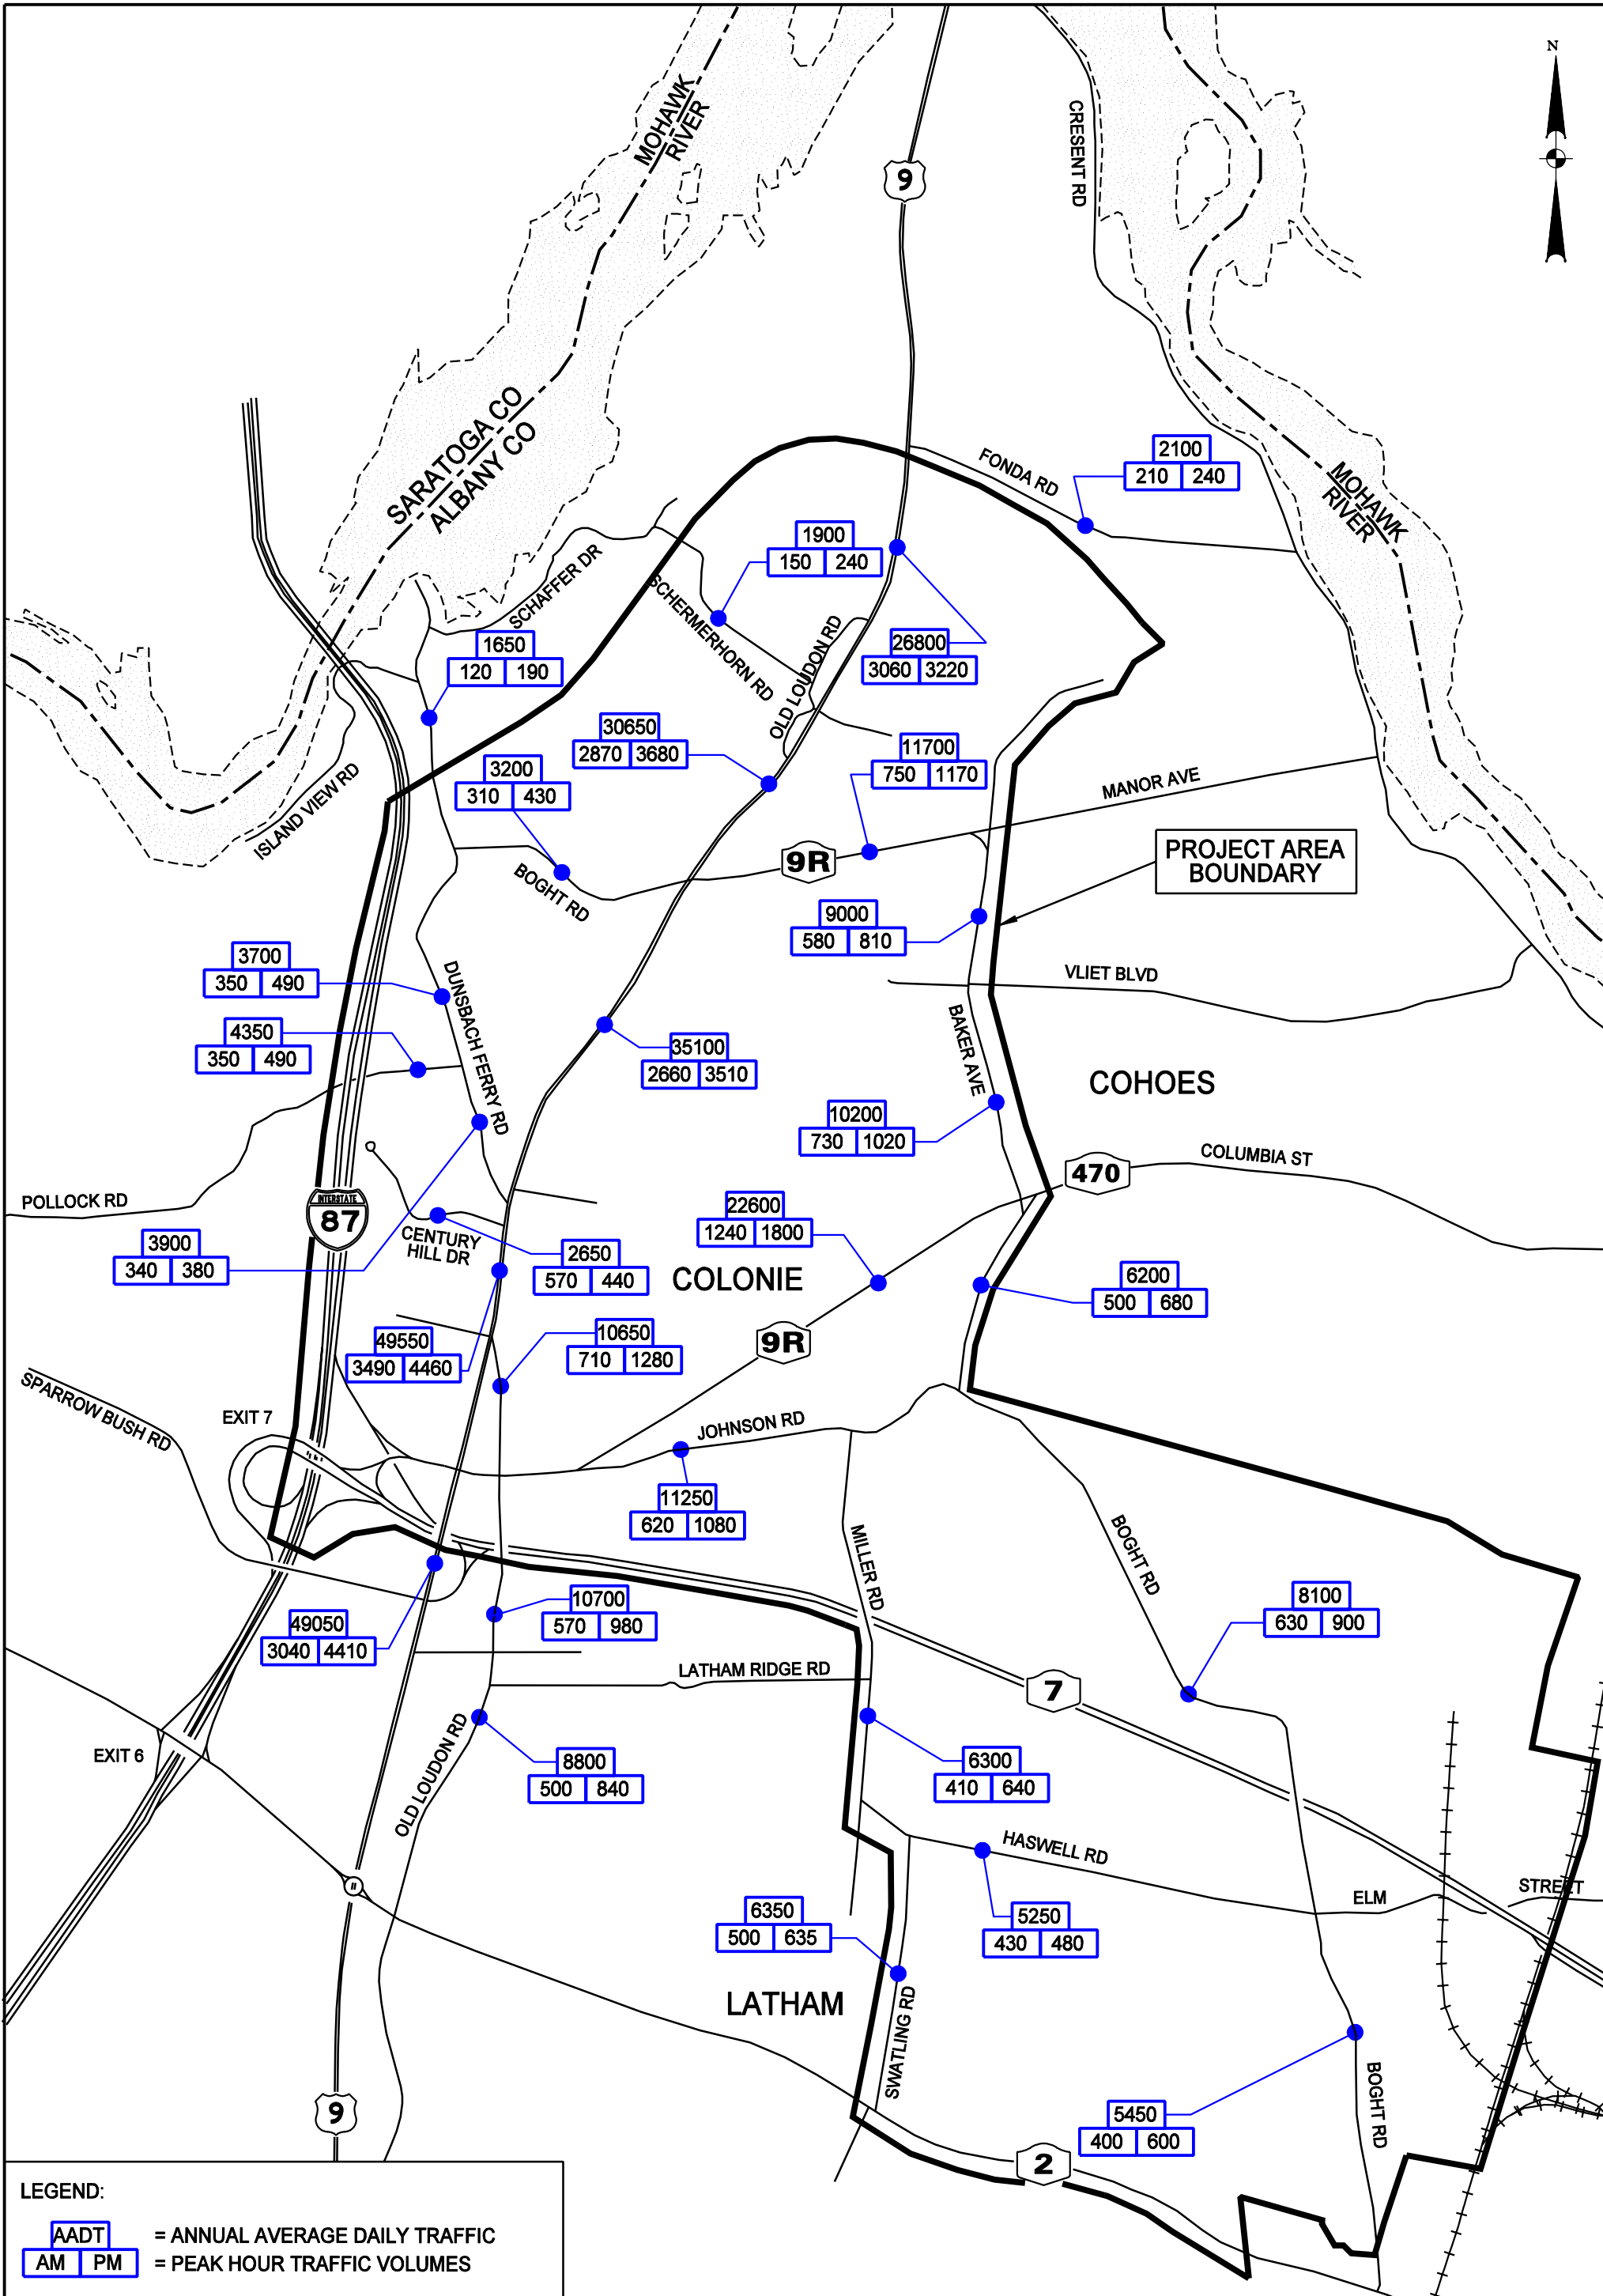 N
MOHAWK
RIVER
CRESENT RD
9
SARATOGA CO
ALBANY CO
FONDA RD
2100
210 240
MOHAWK
RIVER
1900
150 240
SCHAFFER DR
SCHERMERHORN RD
OLD LOUDON RD
1650
120 190
26800
3060 3220
30650
2870 3680
11700
750 1170
3200
310 430
MANOR AVE
ISLAND VIEW RD
9R
PROJECT AREA
BOUNDARY
BOGHT RD
9000
580 810
3700
350 490
DUNSBACH FERRY RD
VLIET BLVD
4350
350 490
35100
2660 3510
BAKER AVE
COHOES
10200
730 1020
COLUMBIA ST
470
POLLOCK RD
INTERSTATE
87
22600
1240 1800
CENTURY
HILL DR
3900
340 380
2650
570 440
COLONIE
6200
500 680
49550
3490 4460
10650
710 1280
9R
SPARROW BUSH RD
EXIT 7
JOHNSON RD
11250
620 1080
MILLER RD
BOGHT RD
10700
570 980
8100
630 900
49050
3040 4410
LATHAM RIDGE RD
7
EXIT 6
OLD LOUDON RD
8800
500 840
6300
410 640
HASWELL RD
ELM
STREET
6350
500 635
5250
430 480
LATHAM
SWATLING RD
BOGHT RD
9
5450
400 600
2
LEGEND:
AADT = ANNUAL AVERAGE DAILY TRAFFIC
AM PM = PEAK HOUR TRAFFIC VOLUMES